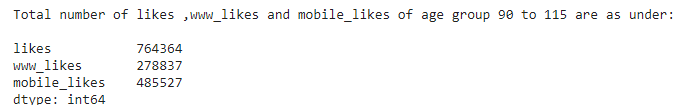 Total number of likes ,www_likes and mobile_likes of age group 90 to 115 are as under:
likes 764364
www_likes 278837
mobile_likes 485527
dtype: int64